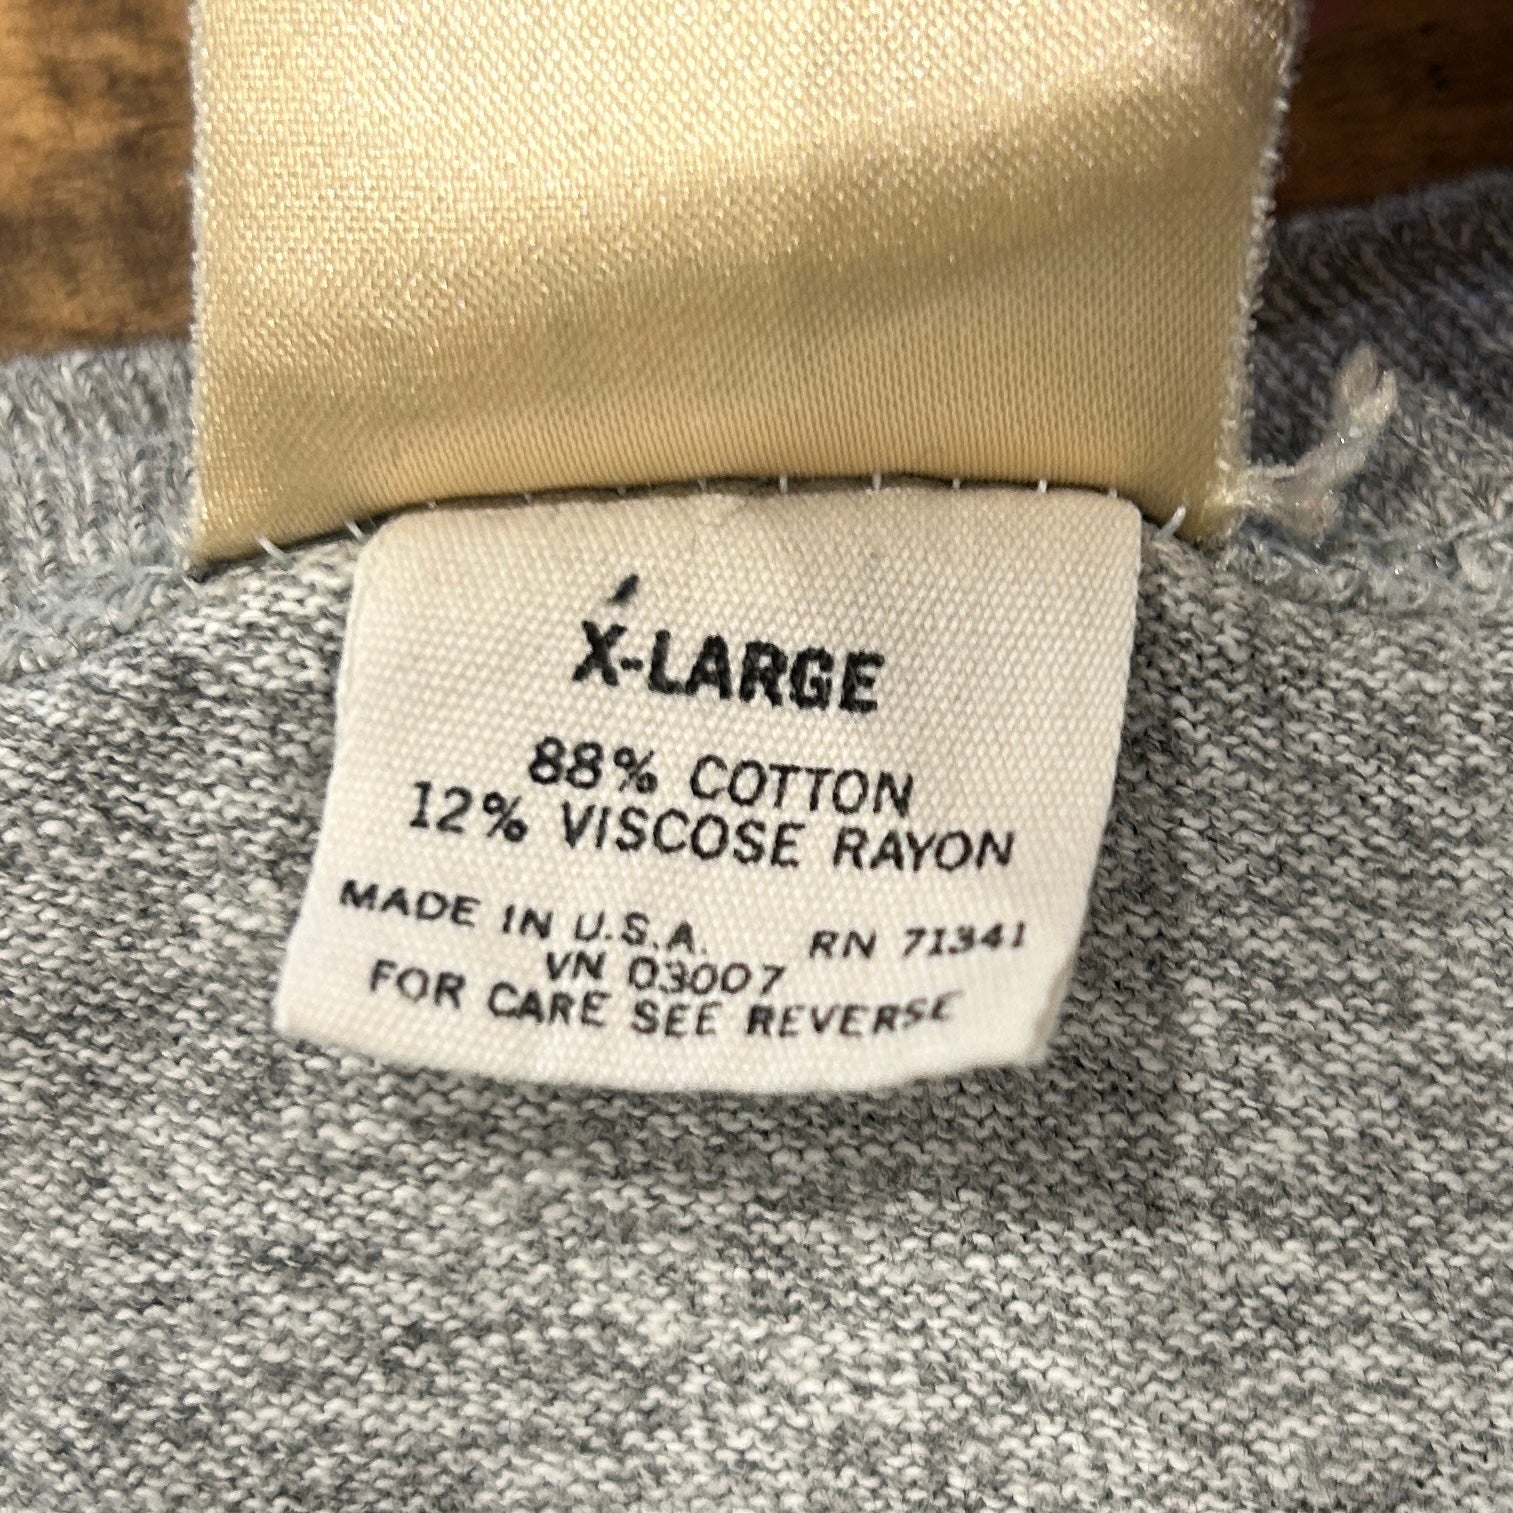 X-LARGE
88% COTTON
12% VISCOSE RAYON
MADE IN U.S.A. RN 71341
VN 03007
FOR CARE SEE REVERSE